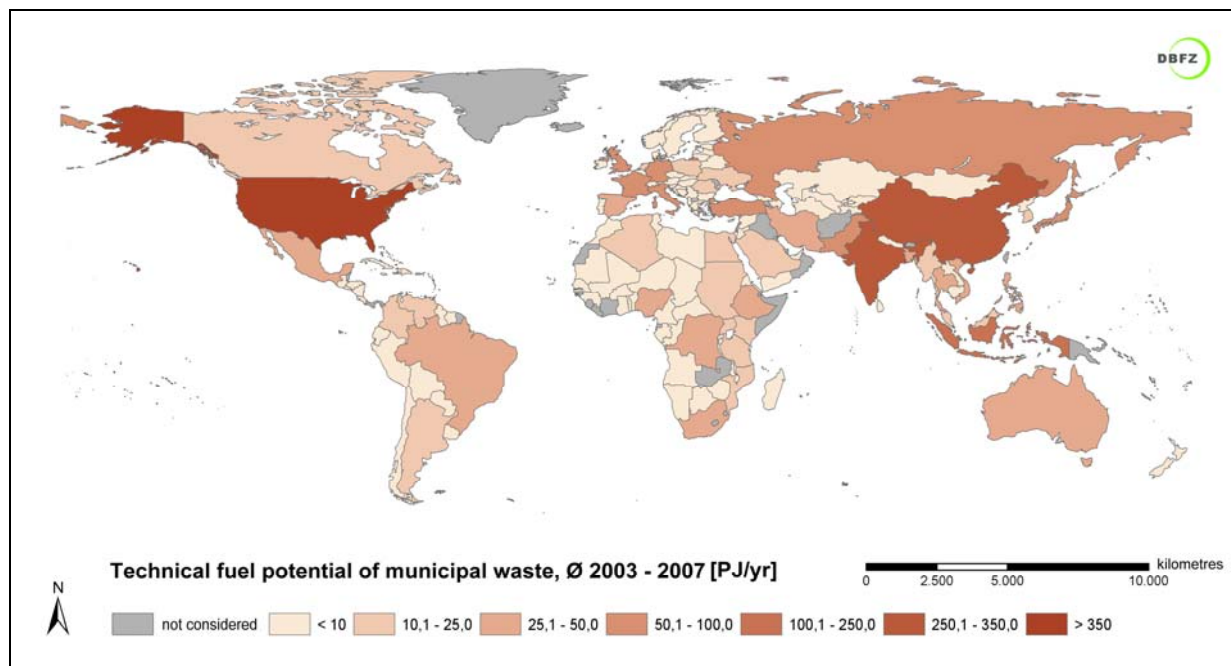 DBFZ
Technical fuel potential of municipal waste, Ø 2003 - 2007 [PJ/yr]
kilometres
0 2.500 5.000 10.000
N
not considered < 10 10,1 - 25,0 25,1 - 50,0 50,1 - 100,0 100,1 - 250,0 250,1 - 350,0 > 350